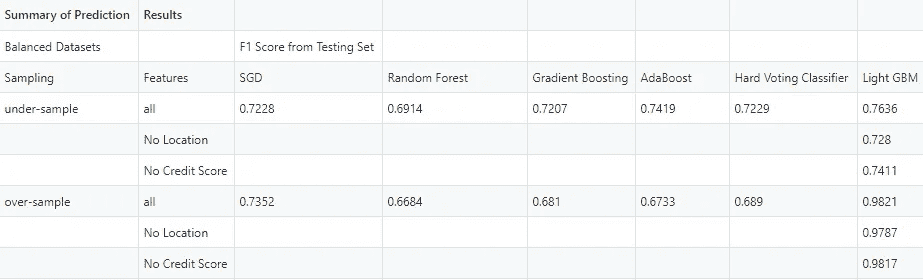 Summary of Prediction Results
Balanced Datasets F1 Score from Testing Set
Sampling Features SGD Random Forest Gradient Boosting AdaBoost Hard Voting Classifier Light GBM
under-sample all 0.7228 0.6914 0.7207 0.7419 0.7229 0.7636
No Location 0.728
No Credit Score 0.7411
over-sample all 0.7352 0.6684 0.681 0.6733 0.689 0.9821
No Location 0.9787
No Credit Score 0.9817